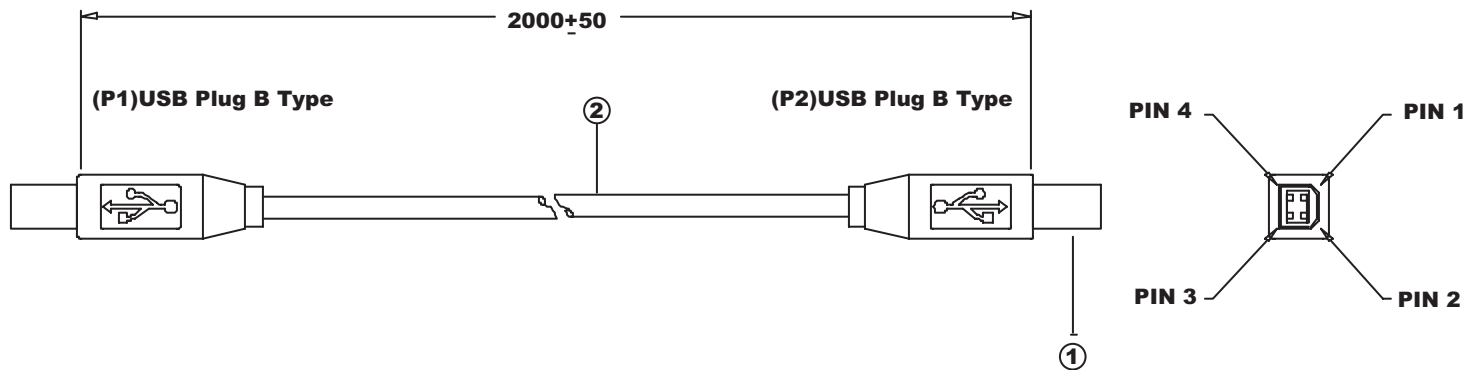 2000±50
(P1)USB Plug B Type
(P2)USB Plug B Type
②
PIN 4
PIN 1
PIN 3
PIN 2
①